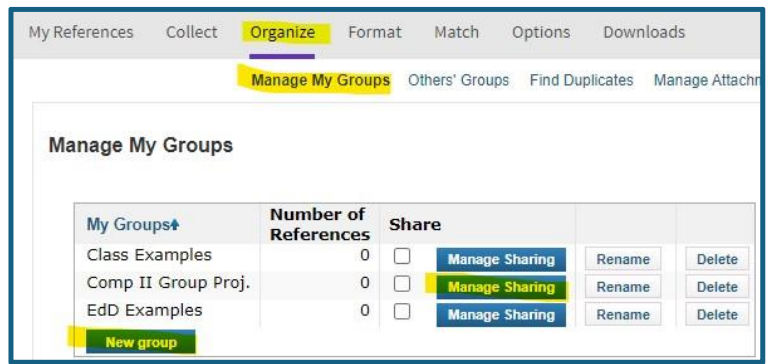 My References Collect Organize Format Match Options Downloads
Manage My Groups Others' Groups Find Duplicates Manage Attachm
Manage My Groups
My Groups Number of References Share
Class Examples 0 Manage Sharing Rename Delete
Comp II Group Proj. 0 Manage Sharing Rename Delete
EdD Examples 0 Manage Sharing Rename Delete
New group